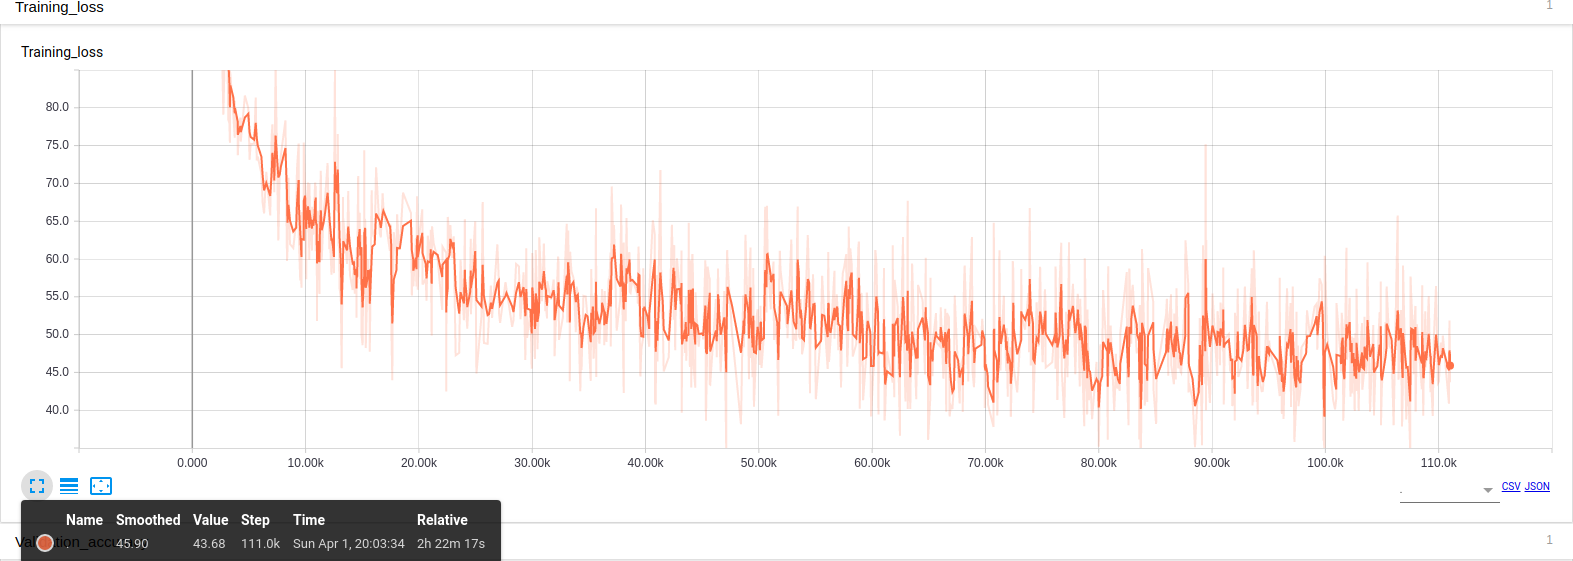 Training_loss 1
Training_loss
80.0
75.0
70.0
65.0
60.0
55.0
50.0
45.0
40.0
0.000 10.00k 20.00k 30.00k 40.00k 50.00k 60.00k 70.00k 80.00k 90.00k 100.0k 110.0k
CSV JSON
Name Smoothed Value Step Time Relative
45.90 43.68 111.0k Sun Apr 1, 20:03:34 2h 22m 17s
Validation_accuracy 1